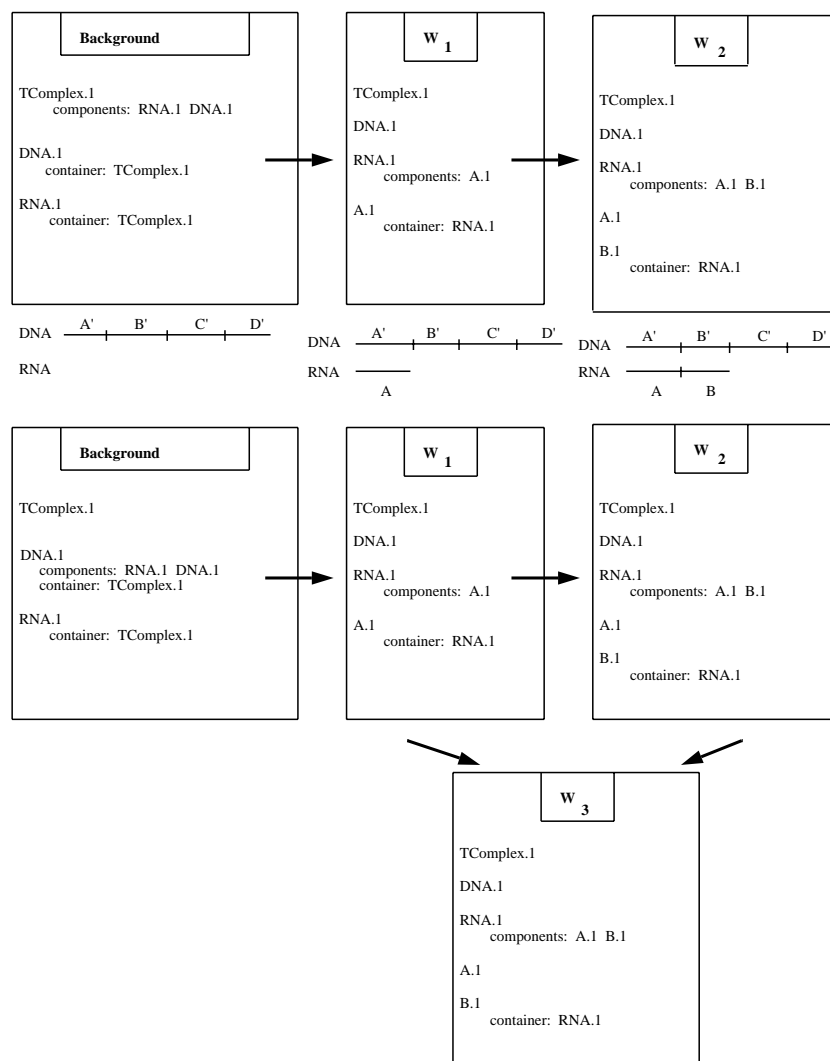 Background
TComplex.1
components: RNA.1 DNA.1
DNA.1
container: TComplex.1
RNA.1
container: TComplex.1
W 1
TComplex.1
DNA.1
RNA.1
components: A.1
A.1
container: RNA.1
W 2
TComplex.1
DNA.1
RNA.1
components: A.1 B.1
A.1
B.1
container: RNA.1
A' B' C' D'
DNA
RNA
A' B' C' D'
DNA
RNA
A
A' B' C' D'
DNA
RNA
A B
Background
TComplex.1
DNA.1
components: RNA.1 DNA.1
container: TComplex.1
RNA.1
container: TComplex.1
W 1
TComplex.1
DNA.1
RNA.1
components: A.1
A.1
container: RNA.1
W 2
TComplex.1
DNA.1
RNA.1
components: A.1 B.1
A.1
B.1
container: RNA.1
W 3
TComplex.1
DNA.1
RNA.1
components: A.1 B.1
A.1
B.1
container: RNA.1